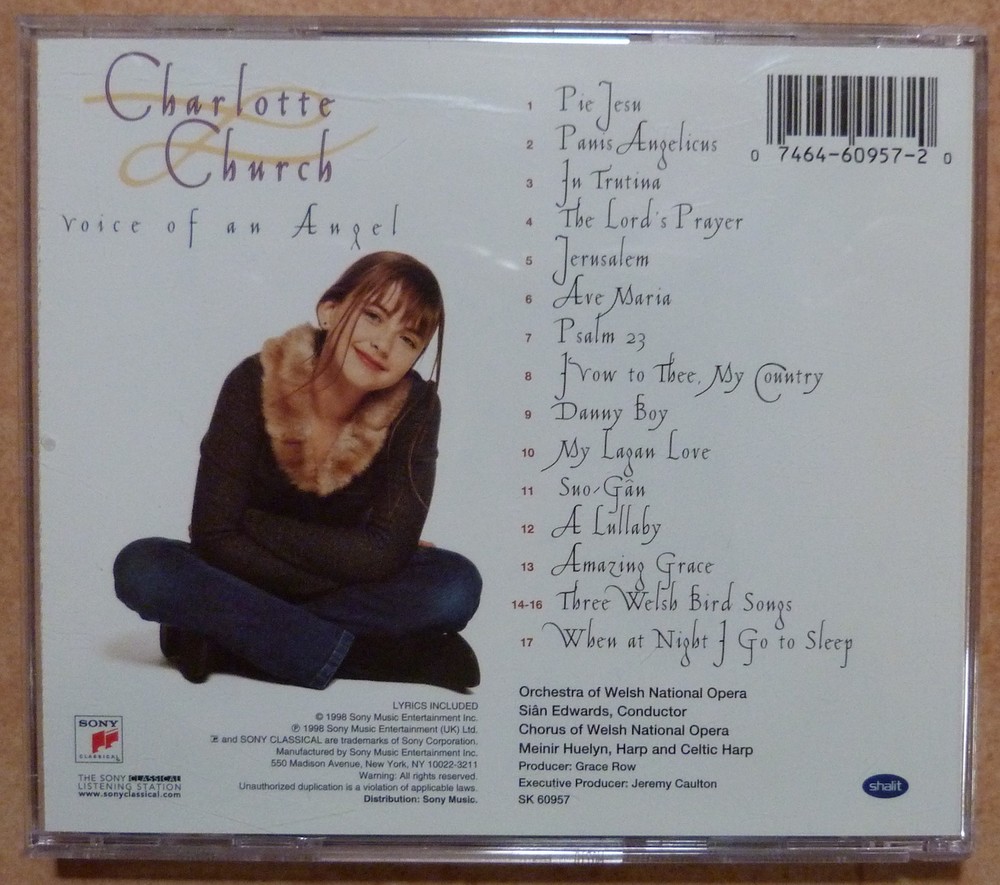 Charlotte
Church
voice of an Angel
1 Pie Jesu
2 Panis Angelicus
3 In Trutina
4 The Lord's Prayer
5 Jerusalem
6 Ave Maria
7 Psalm 23
8 I Vow to Thee, My Country
9 Danny Boy
10 My Lagan Love
11 Suo-Gân
12 A Lullaby
13 Amazing Grace
14-16 Three Welsh Bird Songs
17 When at Night I Go to Sleep
0 7464-60957-2 0
Orchestra of Welsh National Opera
Siân Edwards, Conductor
Chorus of Welsh National Opera
Meinir Huelyn, Harp and Celtic Harp
Producer: Grace Row
Executive Producer: Jeremy Caulton
SK 60957
LYRICS INCLUDED
© 1998 Sony Music Entertainment Inc.
℗ 1998 Sony Music Entertainment (UK) Ltd.
and SONY CLASSICAL are trademarks of Sony Corporation.
Manufactured by Sony Music Entertainment Inc.
550 Madison Avenue, New York, NY 10022-3211
Warning: All rights reserved.
Unauthorized duplication is a violation of applicable laws.
Distribution: Sony Music.
SONY
CLASSICAL
THE SONY CLASSICAL
LISTENING STATION
www.sonyclassical.com
shalit